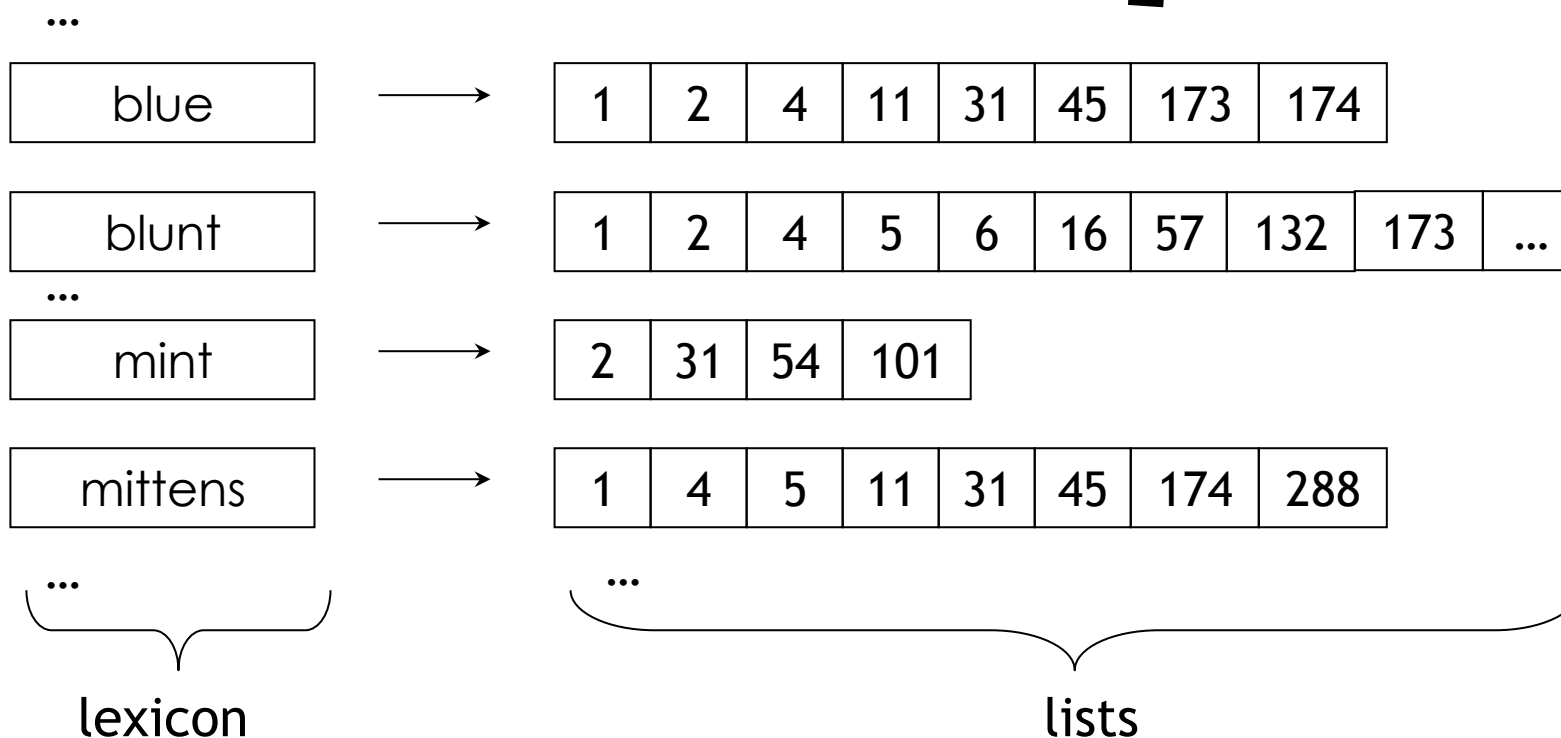 ...
blue 1 2 4 11 31 45 173 174
blunt 1 2 4 5 6 16 57 132 173 ...
...
mint 2 31 54 101
mittens 1 4 5 11 31 45 174 288
... ...
lexicon lists